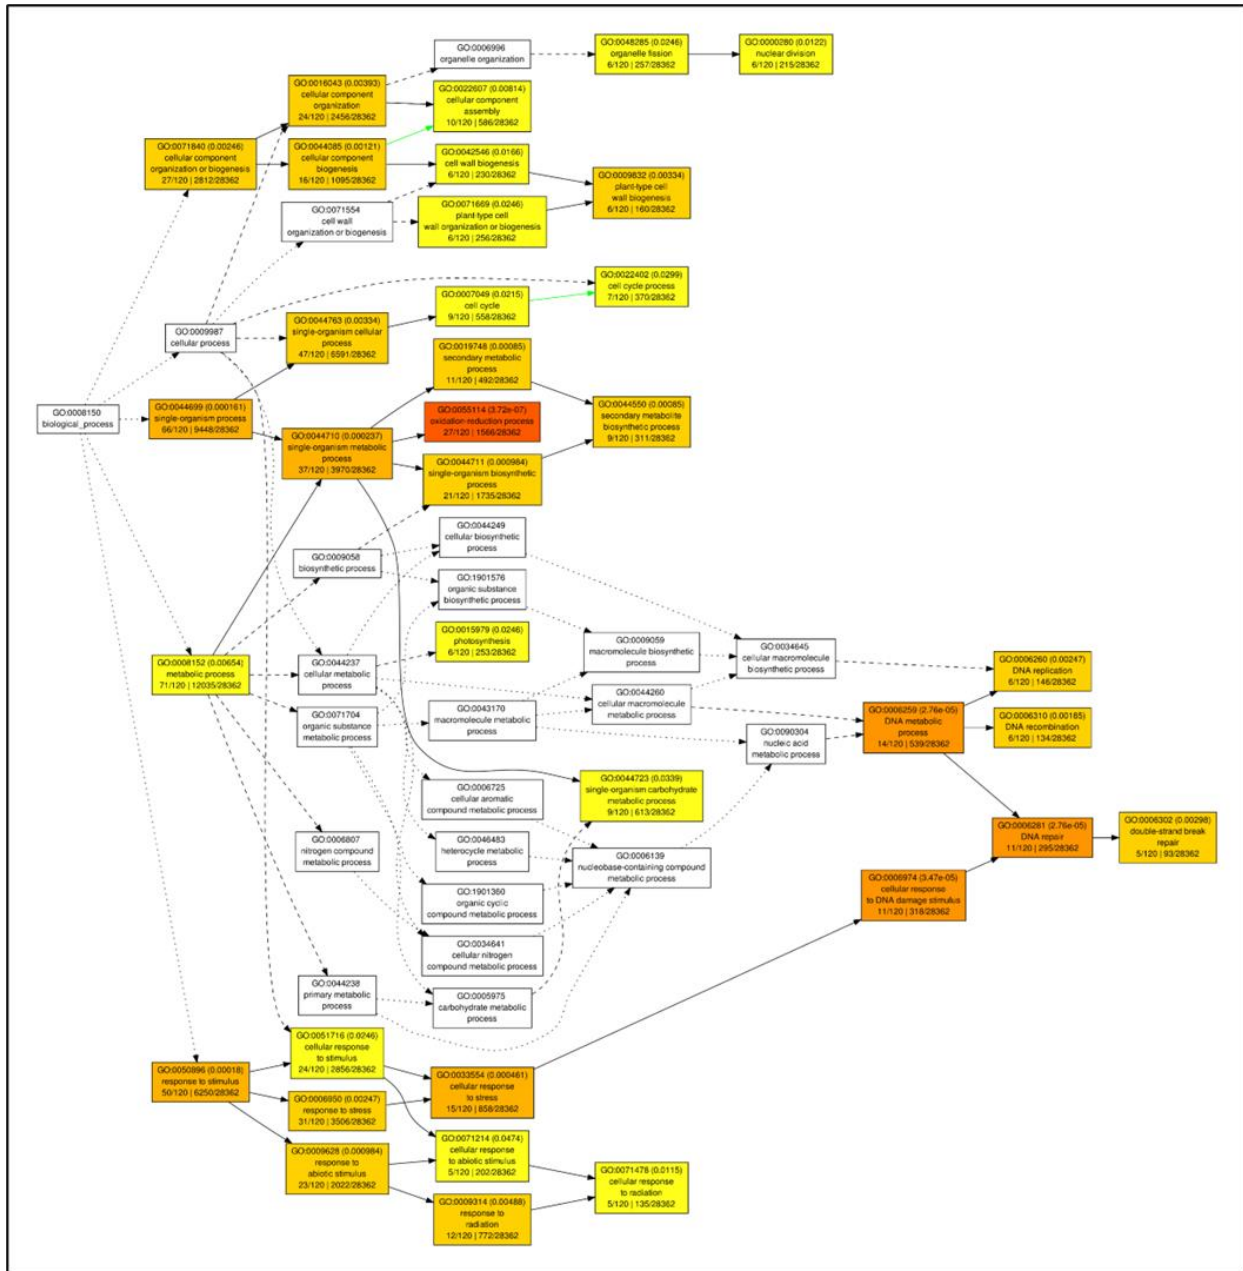 GO:0006996
organelle organization
GO:0048285 (0.0246)
organelle fission
6/120 | 257/28362
GO:0000280 (0.0122)
nuclear division
6/120 | 215/28362
GO:0016043 (0.00393)
cellular component
organization
24/120 | 2456/28362
GO:0022607 (0.00814)
cellular component
assembly
10/120 | 586/28362
GO:0071840 (0.00246)
cellular component
organization or biogenesis
27/120 | 2812/28362
GO:0044085 (0.00121)
cellular component
biogenesis
16/120 | 1095/28362
GO:0042546 (0.0166)
cell wall biogenesis
6/120 | 230/28362
GO:0009832 (0.00334)
plant-type cell
wall biogenesis
6/120 | 160/28362
GO:0071554
cell wall
organization or biogenesis
GO:0071669 (0.0246)
plant-type cell
wall organization or biogenesis
6/120 | 256/28362
GO:0022402 (0.0299)
cell cycle process
7/120 | 370/28362
GO:0007049 (0.0215)
cell cycle
9/120 | 558/28362
GO:0009987
cellular process
GO:0044763 (0.00334)
single-organism cellular
process
47/120 | 6591/28362
GO:0019748 (0.00085)
secondary metabolic
process
11/120 | 492/28362
GO:0008150
biological_process
GO:0044699 (0.000161)
single-organism process
66/120 | 9448/28362
GO:0044710 (0.000237)
single-organism metabolic
process
37/120 | 3970/28362
GO:0055114 (3.72e-07)
oxidation-reduction process
27/120 | 1566/28362
GO:0044550 (0.00085)
secondary metabolite
biosynthetic process
9/120 | 311/28362
GO:0044711 (0.000984)
single-organism biosynthetic
process
21/120 | 1735/28362
GO:0044249
cellular biosynthetic
process
GO:0009058
biosynthetic process
GO:1901576
organic substance
biosynthetic process
GO:0015979 (0.0246)
photosynthesis
6/120 | 253/28362
GO:0009059
macromolecule biosynthetic
process
GO:0034645
cellular macromolecule
biosynthetic process
GO:0008152 (0.00654)
metabolic process
71/120 | 12035/28362
GO:0044237
cellular metabolic
process
GO:0006260 (0.00247)
DNA replication
6/120 | 146/28362
GO:0071704
organic substance
metabolic process
GO:0043170
macromolecule metabolic
process
GO:0044260
cellular macromolecule
metabolic process
GO:0006259 (2.76e-05)
DNA metabolic
process
14/120 | 539/28362
GO:0006310 (0.00165)
DNA recombination
6/120 | 134/28362
GO:0090304
nucleic acid
metabolic process
GO:0044723 (0.0339)
single-organism carbohydrate
metabolic process
9/120 | 613/28362
GO:0006725
cellular aromatic
compound metabolic process
GO:0006807
nitrogen compound
metabolic process
GO:0046483
heterocycle metabolic
process
GO:0006139
nucleobase-containing compound
metabolic process
GO:0006281 (2.76e-05)
DNA repair
11/120 | 295/28362
GO:0006302 (0.00298)
double-strand break
repair
5/120 | 93/28362
GO:1901360
organic cyclic
compound metabolic process
GO:0006974 (3.47e-05)
cellular response
to DNA damage stimulus
11/120 | 318/28362
GO:0034641
cellular nitrogen
compound metabolic process
GO:0044238
primary metabolic
process
GO:0005975
carbohydrate metabolic
process
GO:0051716 (0.0246)
cellular response
to stimulus
24/120 | 2856/28362
GO:0050896 (0.00018)
response to stimulus
50/120 | 6250/28362
GO:0033554 (0.000461)
cellular response
to stress
15/120 | 858/28362
GO:0006950 (0.00247)
response to stress
31/120 | 3506/28362
GO:0009628 (0.000984)
response to
abiotic stimulus
23/120 | 2022/28362
GO:0071214 (0.0474)
cellular response
to abiotic stimulus
5/120 | 202/28362
GO:0071478 (0.0115)
cellular response
to radiation
5/120 | 135/28362
GO:0009314 (0.00488)
response to
radiation
12/120 | 772/28362